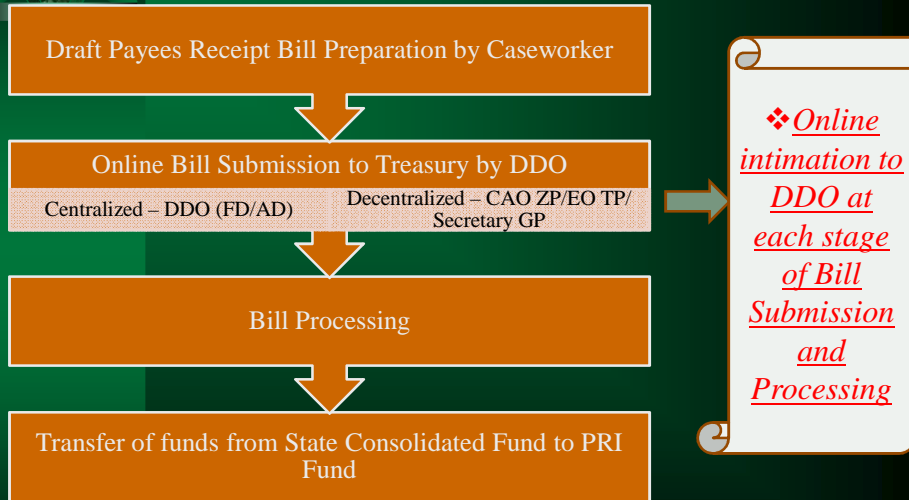 Draft Payees Receipt Bill Preparation by Caseworker
Online Bill Submission to Treasury by DDO
Centralized – DDO (FD/AD)
Decentralized – CAO ZP/EO TP/
Secretary GP
Bill Processing
Transfer of funds from State Consolidated Fund to PRI
Fund
❖Online
intimation to
DDO at
each stage
of Bill
Submission
and
Processing